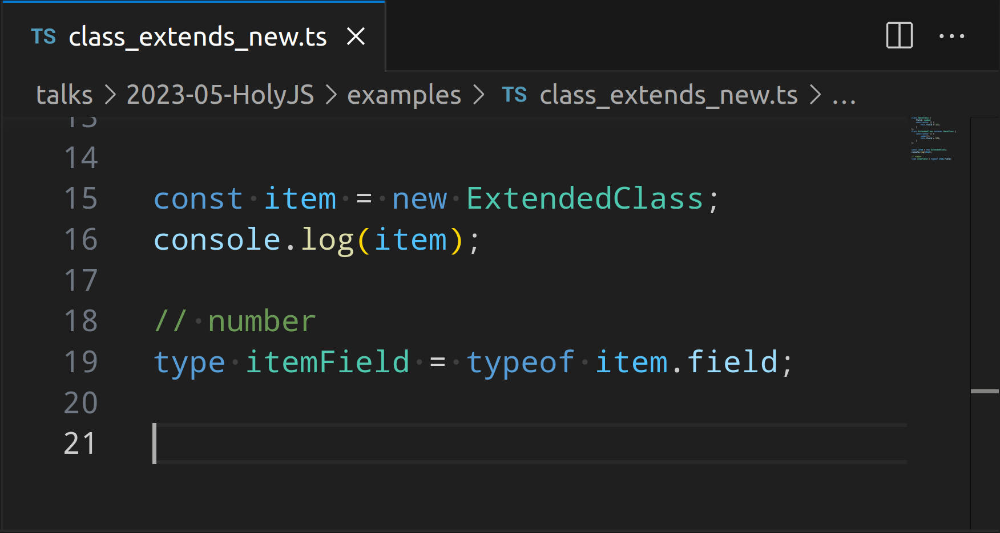 TS class_extends_new.ts
talks > 2023-05-HolyJS > examples > TS class_extends_new.ts > ...
13
14
15 const item = new ExtendedClass;
16 console.log(item);
17
18 // number
19 type itemField = typeof item.field;
20
21